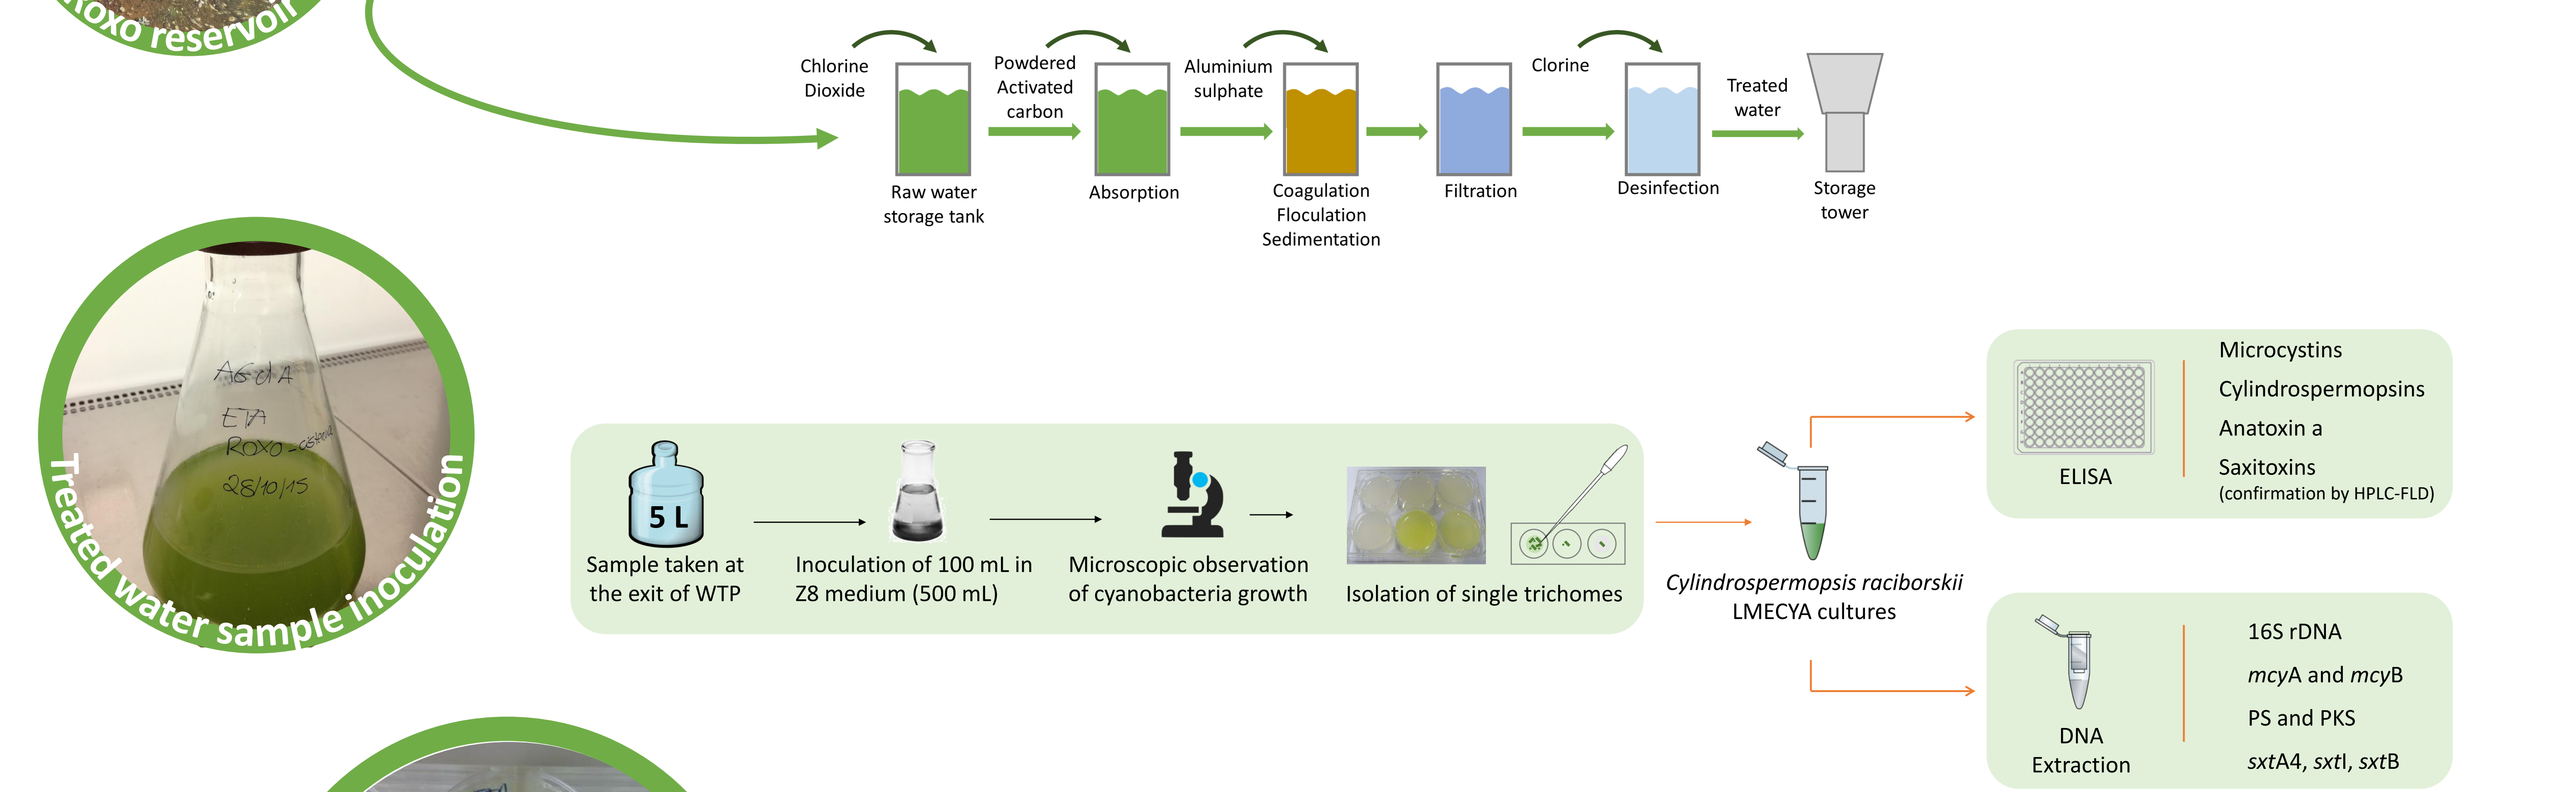 Roxo reservoir
Chlorine
Dioxide
Powdered
Activated
carbon
Aluminium
sulphate
Clorine
Treated
water
Raw water
storage tank
Absorption
Coagulation
Floculation
Sedimentation
Filtration
Desinfection
Storage
tower
AGdA
ETA
ROXO
28/10/15
Treated water sample inoculation
5 L
Sample taken at
the exit of WTP
Inoculation of 100 mL in
Z8 medium (500 mL)
Microscopic observation
of cyanobacteria growth
Isolation of single trichomes
Cylindrospermopsis raciborskii
LMECYA cultures
ELISA
Microcystins
Cylindrospermopsins
Anatoxin a
Saxitoxins
(confirmation by HPLC-FLD)
DNA
Extraction
16S rDNA
mcyA and mcyB
PS and PKS
sxtA4, sxtI, sxtB